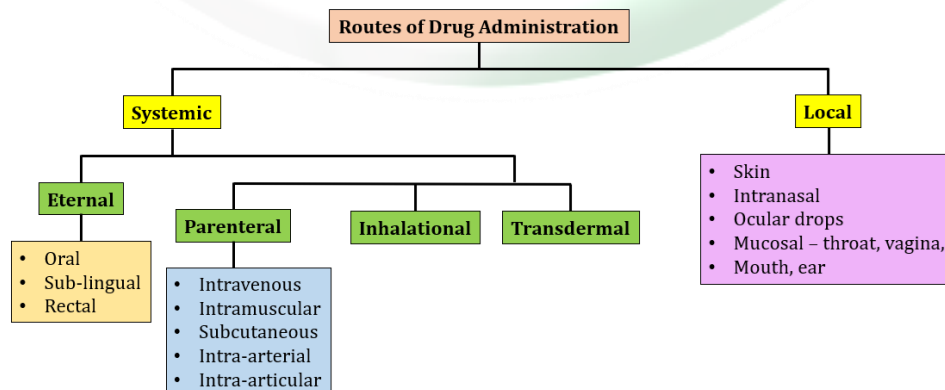 Routes of Drug Administration
Systemic
Local
• Skin
• Intranasal
• Ocular drops
• Mucosal – throat, vagina,
• Mouth, ear
Eternal
Parenteral
Inhalational
Transdermal
• Oral
• Sub-lingual
• Rectal
• Intravenous
• Intramuscular
• Subcutaneous
• Intra-arterial
• Intra-articular